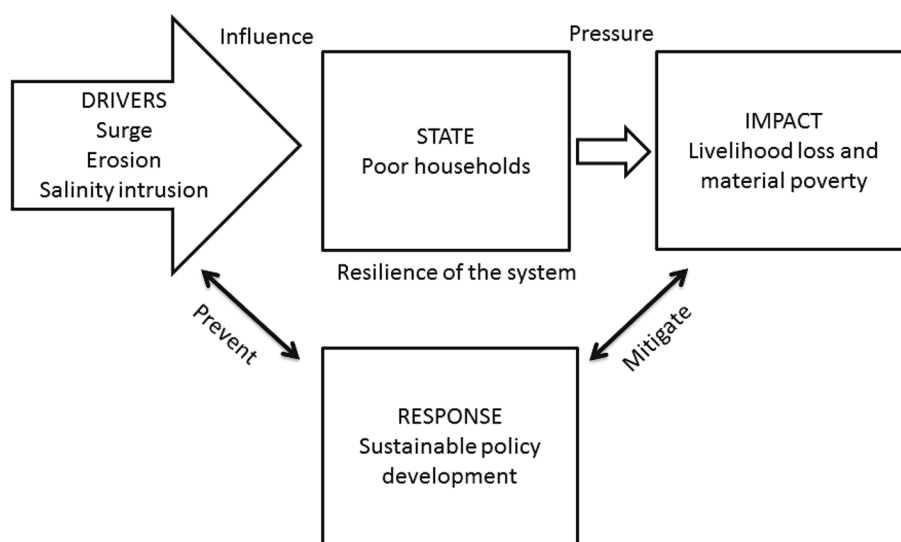 Influence
Pressure
DRIVERS
Surge
Erosion
Salinity intrusion
STATE
Poor households
IMPACT
Livelihood loss and
material poverty
Resilience of the system
Prevent
Mitigate
RESPONSE
Sustainable policy
development